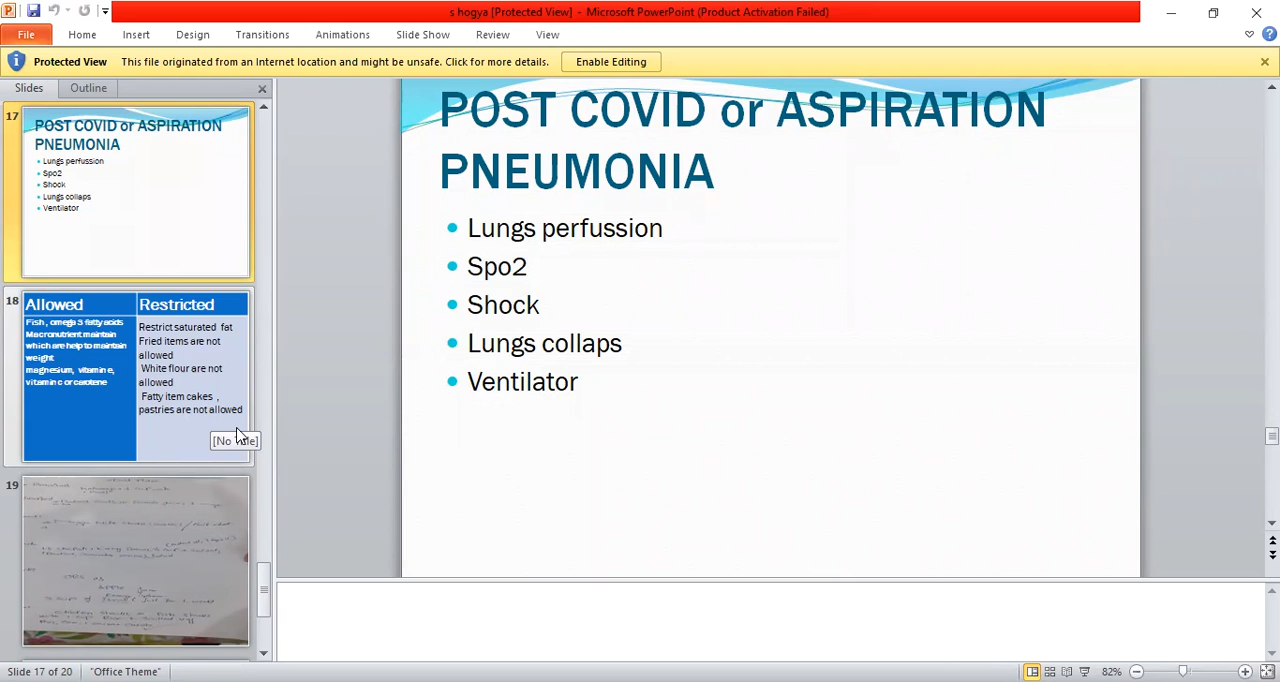 s hogya [Protected View] - Microsoft PowerPoint (Product Activation Failed)
File Home Insert Design Transitions Animations Slide Show Review View
Protected View This file originated from an Internet location and might be unsafe. Click for more details. Enable Editing
Slides Outline
17
POST COVID or ASPIRATION
PNEUMONIA
Lungs perfussion
Spo2
Shock
Lungs collaps
Ventilator
18
Allowed
Fish , omega 3 fatty acids
Macronutrient maintain
which are help to maintain
weight
magnesium, vitamin e,
vitamin c or carotene
Restricted
Restrict saturated fat
Fried items are not
allowed
White flour are not
allowed
Fatty item cakes ,
pastries are not allowed
19
POST COVID or ASPIRATION
PNEUMONIA
Lungs perfussion
Spo2
Shock
Lungs collaps
Ventilator
Slide 17 of 20 "Office Theme" 82%